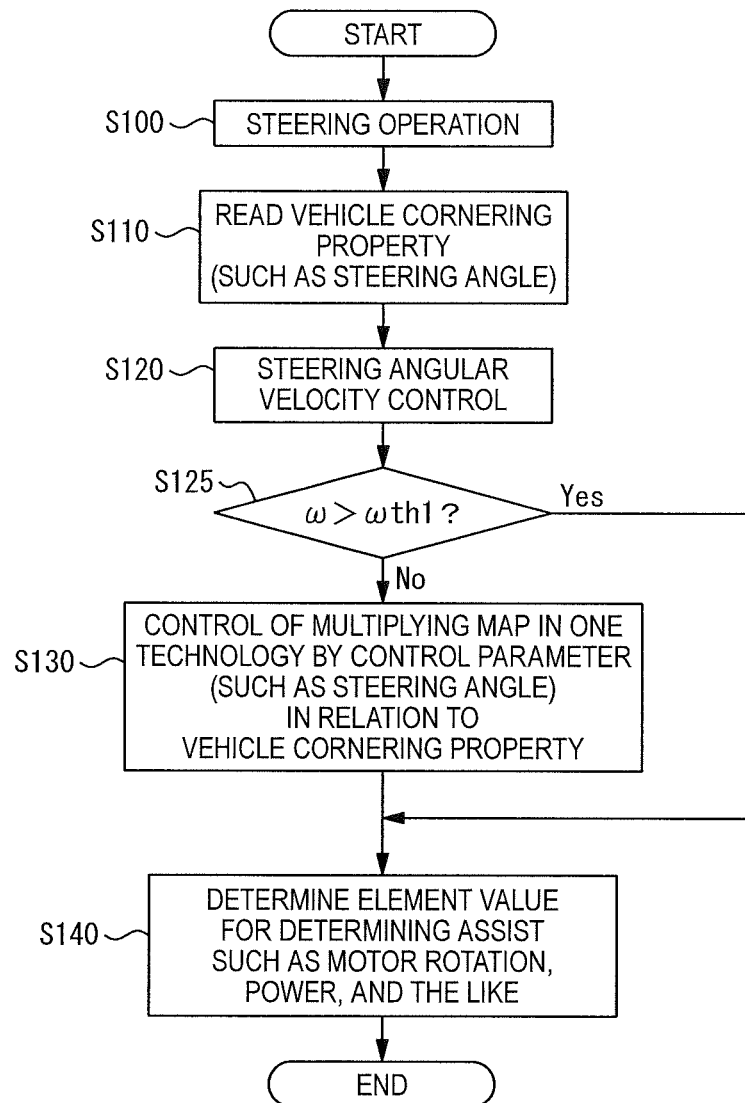 START
S100
STEERING OPERATION
S110
READ VEHICLE CORNERING
PROPERTY
(SUCH AS STEERING ANGLE)
S120
STEERING ANGULAR
VELOCITY CONTROL
S125
ω > ωth1 ?
Yes
No
S130
CONTROL OF MULTIPLYING MAP IN ONE
TECHNOLOGY BY CONTROL PARAMETER
(SUCH AS STEERING ANGLE)
IN RELATION TO
VEHICLE CORNERING PROPERTY
S140
DETERMINE ELEMENT VALUE
FOR DETERMINING ASSIST
SUCH AS MOTOR ROTATION,
POWER, AND THE LIKE
END